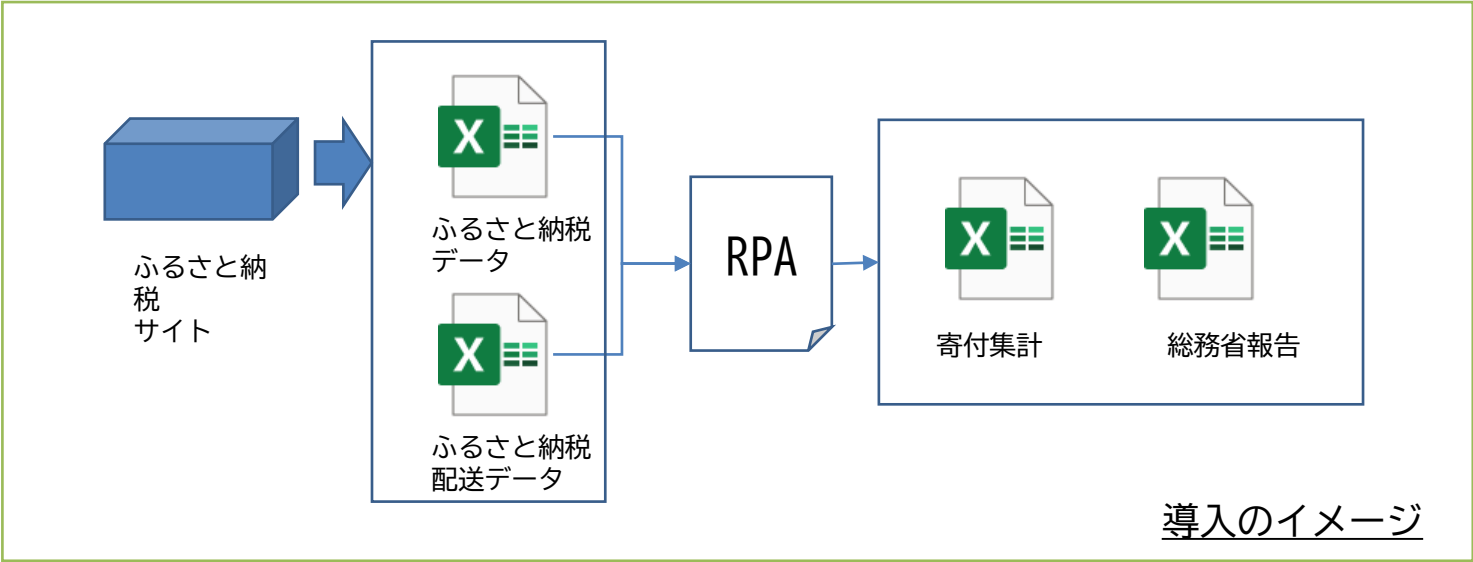 ふるさと納
税
サイト
X
ふるさと納税
データ
X
ふるさと納税
配送データ
RPA
X
寄付集計
X
総務省報告
導入のイメージ